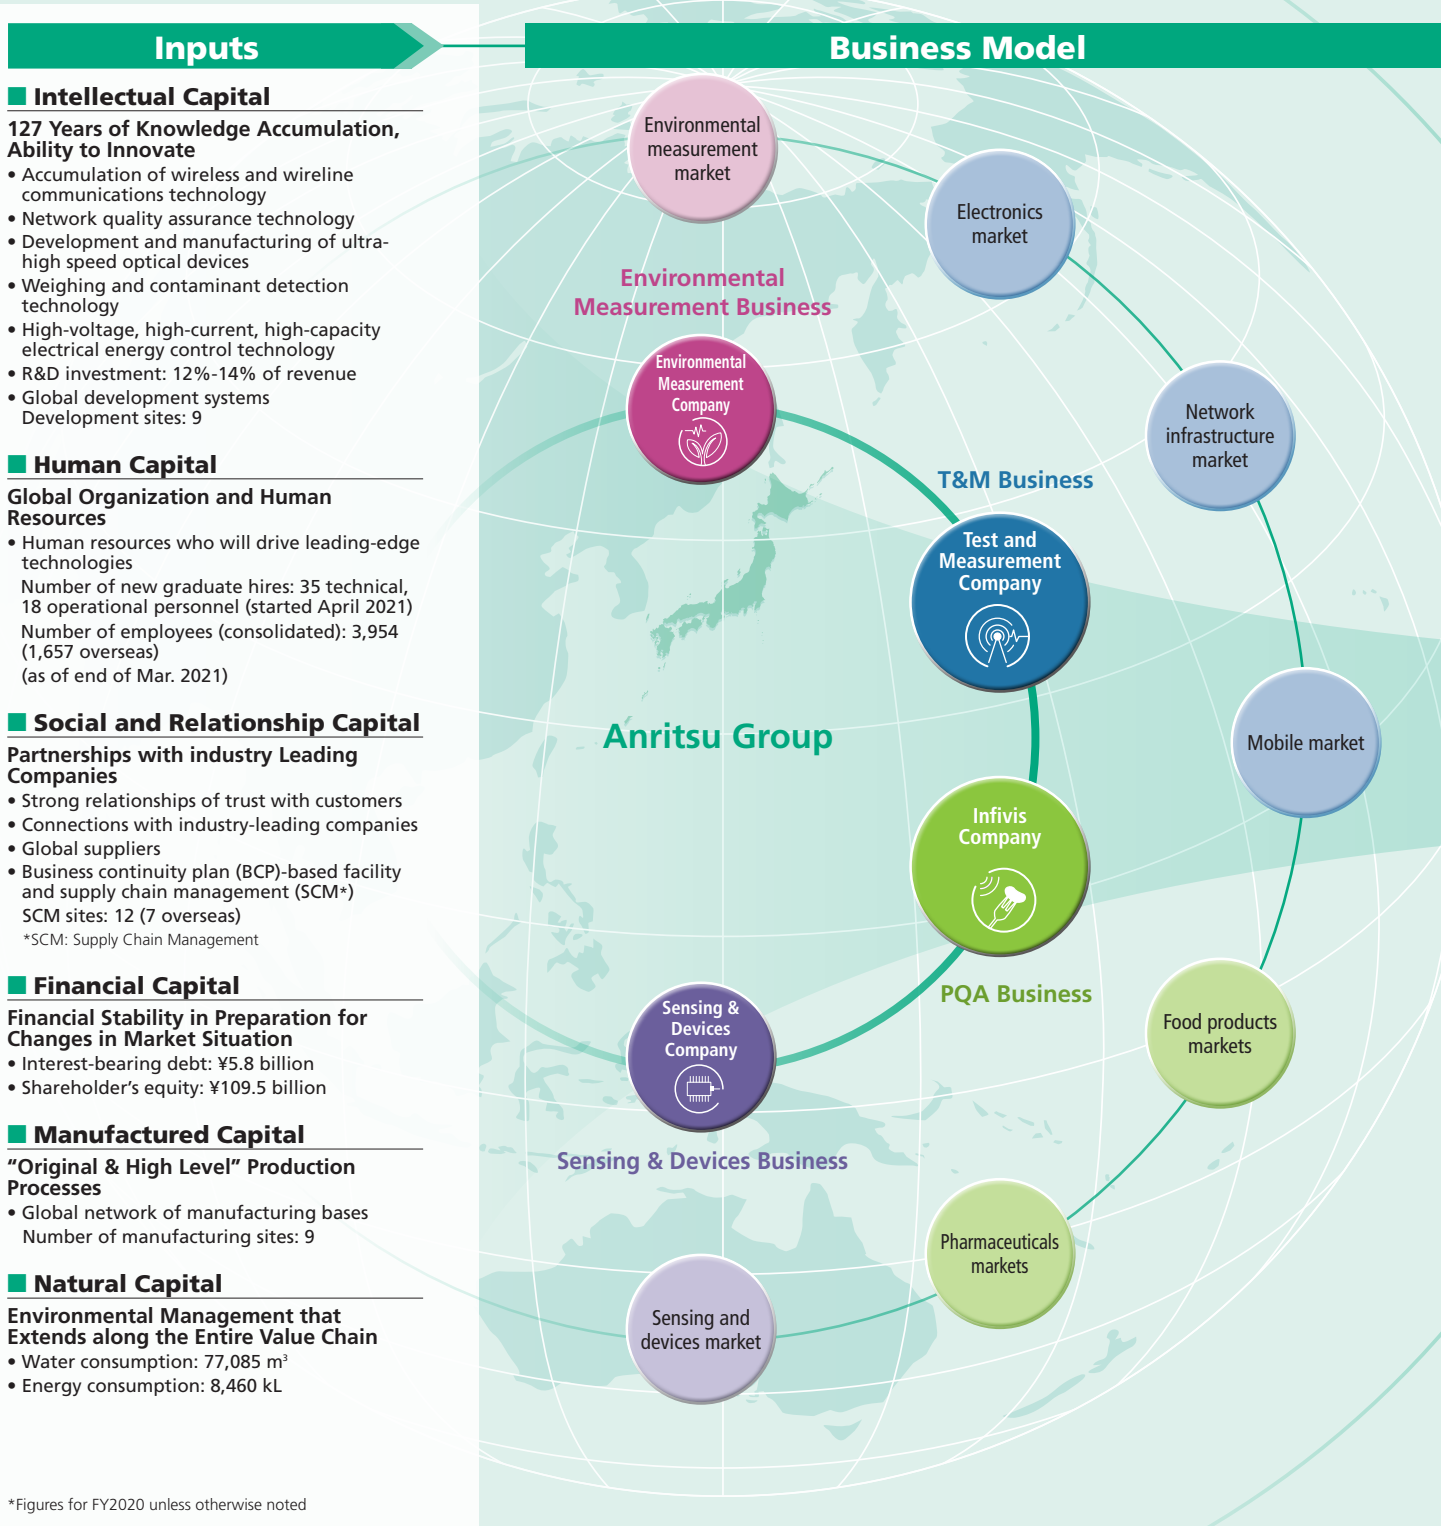 Inputs
■ Intellectual Capital
127 Years of Knowledge Accumulation,
Ability to Innovate
• Accumulation of wireless and wireline
communications technology
• Network quality assurance technology
• Development and manufacturing of ultra-
high speed optical devices
• Weighing and contaminant detection
technology
• High-voltage, high-current, high-capacity
electrical energy control technology
• R&D investment: 12%-14% of revenue
• Global development systems
Development sites: 9
■ Human Capital
Global Organization and Human
Resources
• Human resources who will drive leading-edge
technologies
Number of new graduate hires: 35 technical,
18 operational personnel (started April 2021)
Number of employees (consolidated): 3,954
(1,657 overseas)
(as of end of Mar. 2021)
■ Social and Relationship Capital
Partnerships with industry Leading
Companies
• Strong relationships of trust with customers
• Connections with industry-leading companies
• Global suppliers
• Business continuity plan (BCP)-based facility
and supply chain management (SCM*)
SCM sites: 12 (7 overseas)
*SCM: Supply Chain Management
■ Financial Capital
Financial Stability in Preparation for
Changes in Market Situation
• Interest-bearing debt: ¥5.8 billion
• Shareholder’s equity: ¥109.5 billion
■ Manufactured Capital
“Original & High Level” Production
Processes
• Global network of manufacturing bases
Number of manufacturing sites: 9
■ Natural Capital
Environmental Management that
Extends along the Entire Value Chain
• Water consumption: 77,085 m³
• Energy consumption: 8,460 kL
*Figures for FY2020 unless otherwise noted
Business Model
Environmental
measurement
market
Electronics
market
Environmental
Measurement Business
Environmental
Measurement
Company
Network
infrastructure
market
T&M Business
Test and
Measurement
Company
Anritsu Group
Mobile market
Infivis
Company
PQA Business
Sensing &
Devices
Company
Food products
markets
Sensing & Devices Business
Pharmaceuticals
markets
Sensing and
devices market